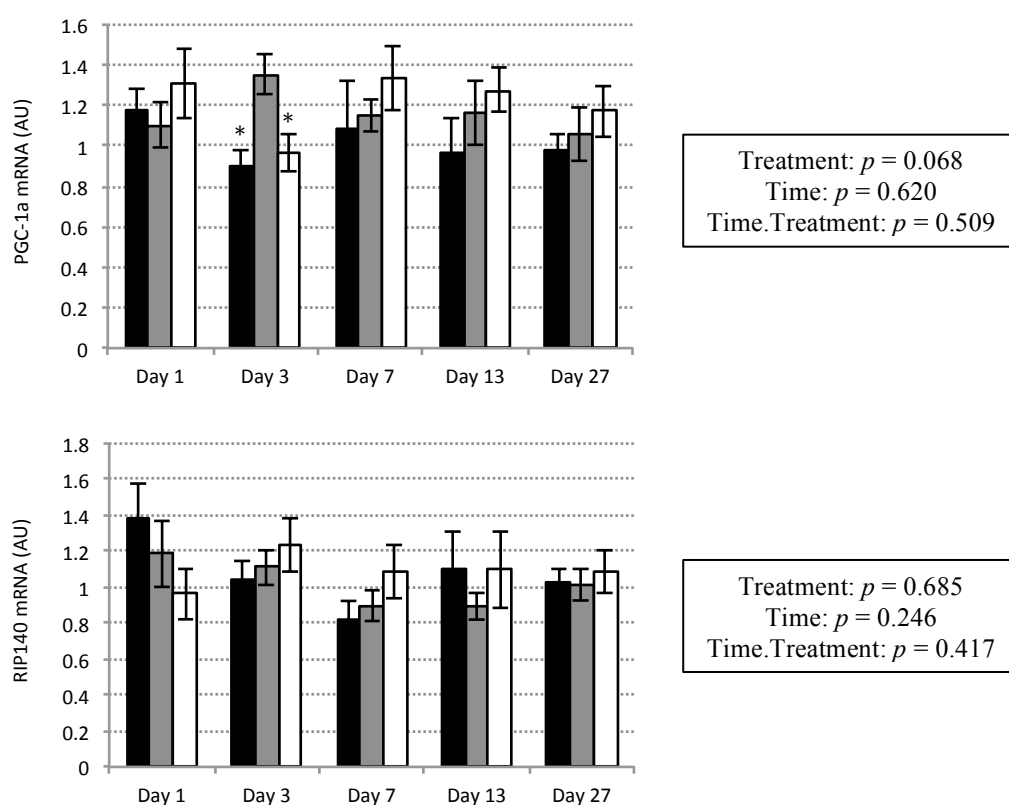 1.6
1.4
1.2
1
0.8
0.6
0.4
0.2
0
PGC-1a mRNA (AU)
*
*
Day 1 Day 3 Day 7 Day 13 Day 27
Treatment: p = 0.068
Time: p = 0.620
Time.Treatment: p = 0.509
1.8
1.6
1.4
1.2
1
0.8
0.6
0.4
0.2
0
RIP140 mRNA (AU)
Day 1 Day 3 Day 7 Day 13 Day 27
Treatment: p = 0.685
Time: p = 0.246
Time.Treatment: p = 0.417